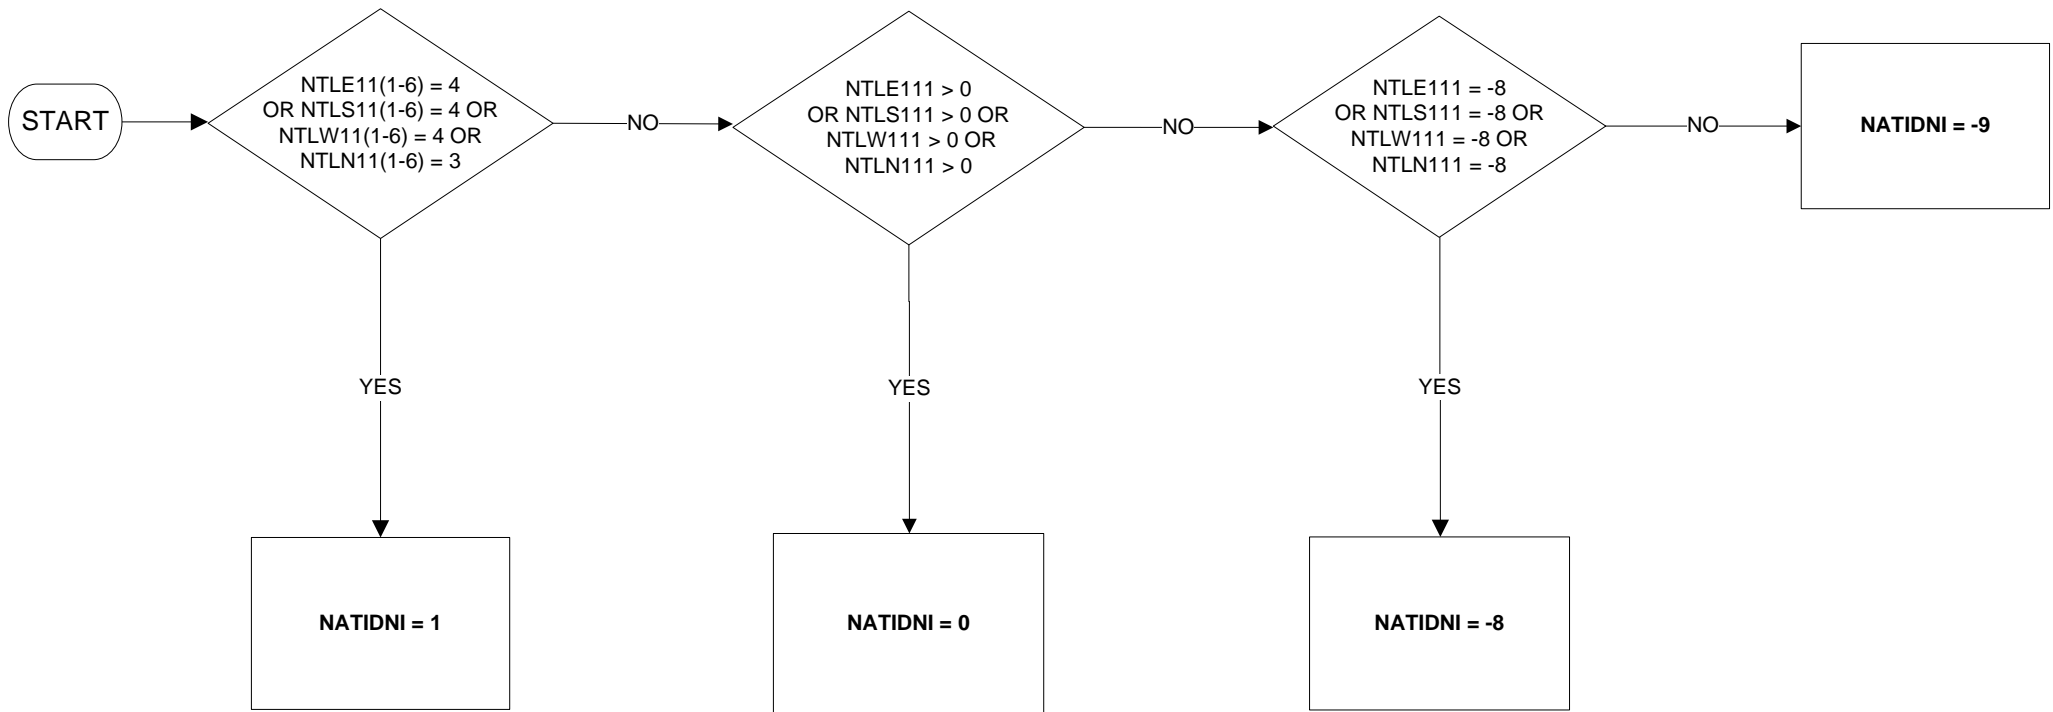 START
NTLE11(1-6) = 4
OR NTLS11(1-6) = 4 OR
NTLW11(1-6) = 4 OR
NTLN11(1-6) = 3
NO
NTLE111 > 0
OR NTLS111 > 0 OR
NTLW111 > 0 OR
NTLN111 > 0
NO
NTLE111 = -8
OR NTLS111 = -8 OR
NTLW111 = -8 OR
NTLN111 = -8
NO
NATIDNI = -9
YES
YES
YES
NATIDNI = 1
NATIDNI = 0
NATIDNI = -8